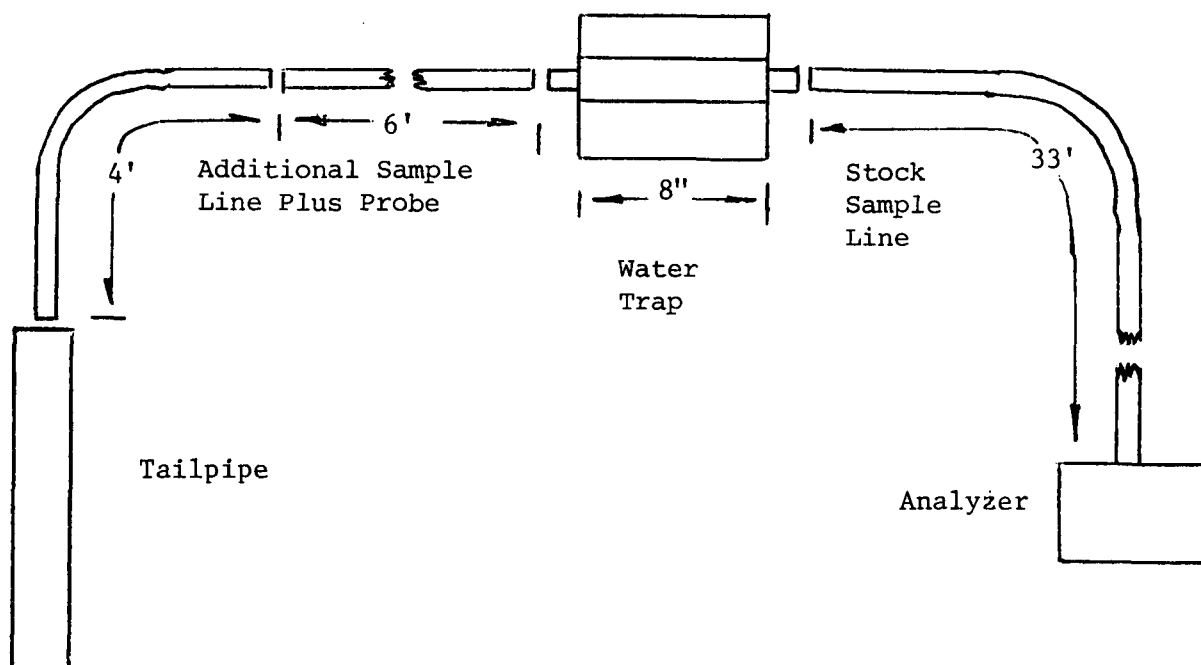 6'
4'
Additional Sample
Line Plus Probe
8"
Stock
Sample
Line
33'
Water
Trap
Tailpipe
Analyzer